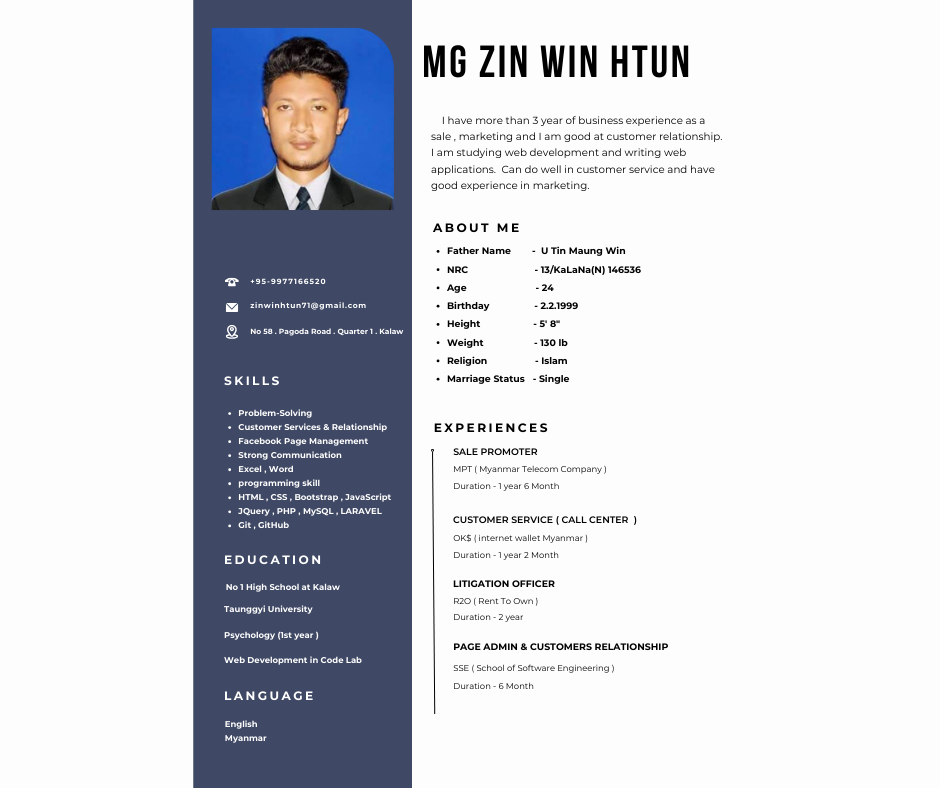 MG ZIN WIN HTUN
I have more than 3 year of business experience as a
sale , marketing and I am good at customer relationship.
I am studying web development and writing web
applications.  Can do well in customer service and have
good experience in marketing.
+95-9977166520
zinwinhtun71@gmail.com
No 58 . Pagoda Road . Quarter 1 . Kalaw
SKILLS
• Problem-Solving
• Customer Services & Relationship
• Facebook Page Management
• Strong Communication
• Excel , Word
• programming skill
• HTML , CSS , Bootstrap , JavaScript
• JQuery , PHP , MySQL , LARAVEL
• Git , GitHub
EDUCATION
No 1 High School at Kalaw
Taunggyi University
Psychology (1st year )
Web Development in Code Lab
LANGUAGE
English
Myanmar
ABOUT ME
• Father Name - U Tin Maung Win
• NRC - 13/KaLaNa(N) 146536
• Age - 24
• Birthday - 2.2.1999
• Height - 5' 8"
• Weight - 130 lb
• Religion - Islam
• Marriage Status - Single
EXPERIENCES
SALE PROMOTER
MPT ( Myanmar Telecom Company )
Duration - 1 year 6 Month
CUSTOMER SERVICE ( CALL CENTER  )
OK$ ( internet wallet Myanmar )
Duration - 1 year 2 Month
LITIGATION OFFICER
R2O ( Rent To Own )
Duration - 2 year
PAGE ADMIN & CUSTOMERS RELATIONSHIP
SSE ( School of Software Engineering )
Duration - 6 Month